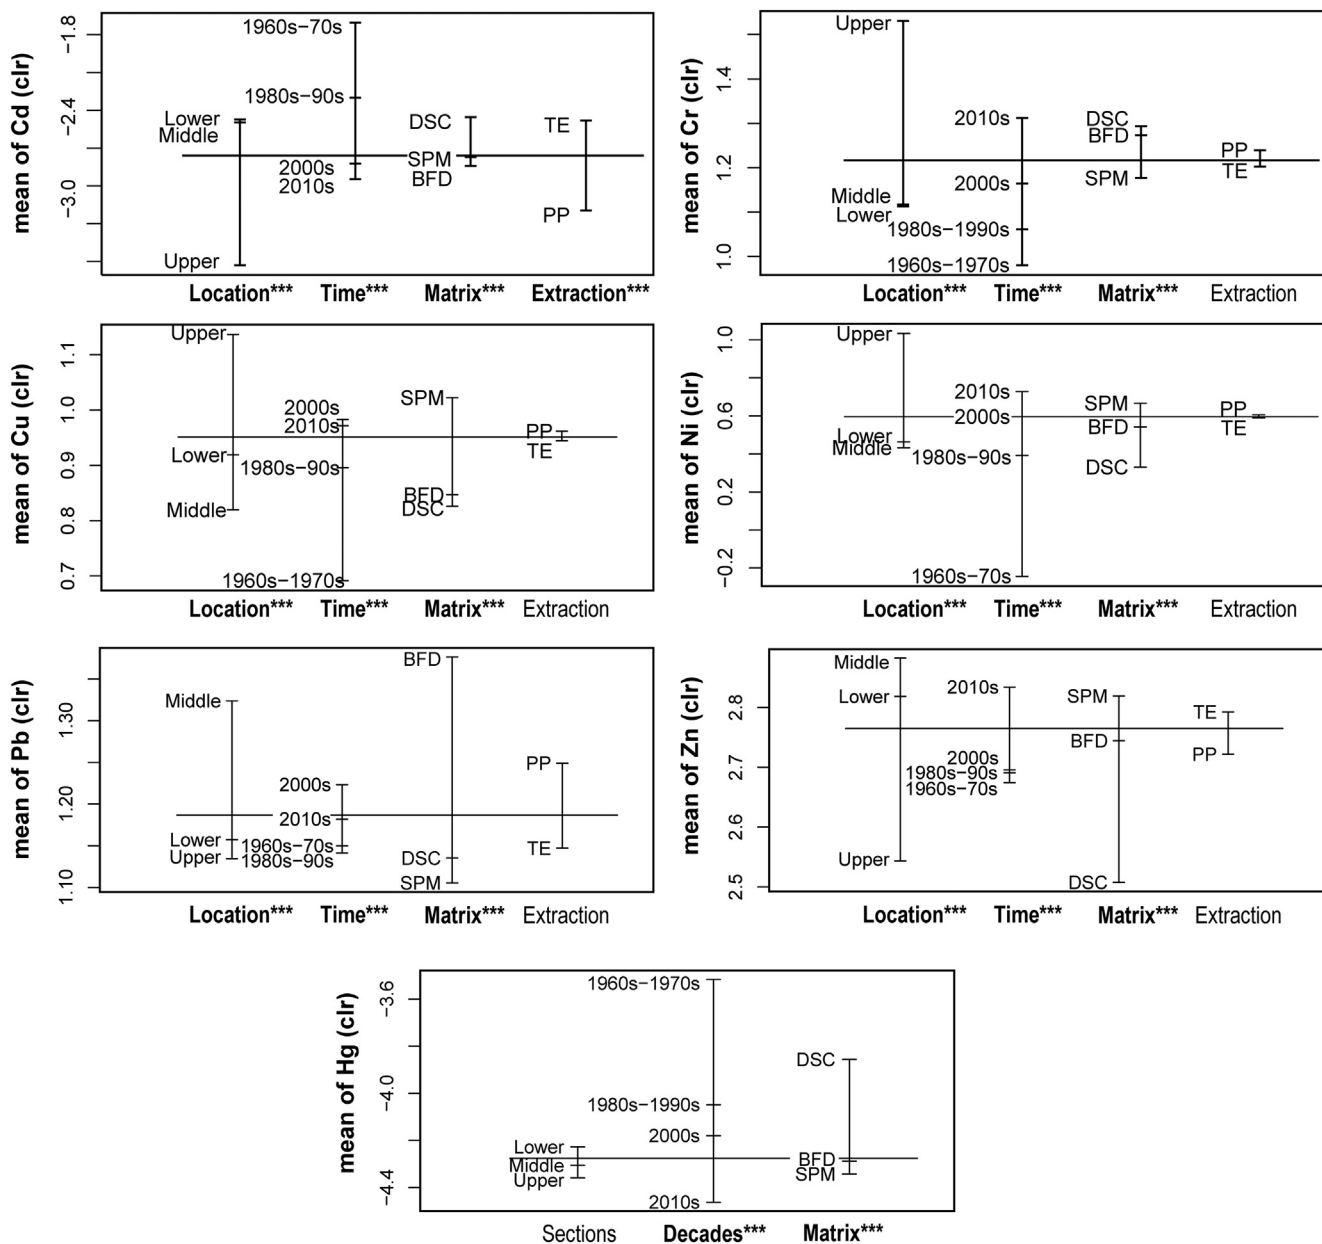 mean of Cd (clr)
−1.8
−2.4
−3.0
1960s−70s
1980s−90s
Lower
Middle
DSC
TE
SPM
2000s
BFD
2010s
PP
Upper
Location*** Time*** Matrix*** Extraction***
mean of Cr (clr)
1.4
1.2
1.0
Upper
2010s
DSC
BFD
PP
TE
SPM
2000s
Middle
Lower
1980s−1990s
1960s−1970s
Location*** Time*** Matrix*** Extraction
mean of Cu (clr)
1.1
1.0
0.9
0.8
0.7
Upper
SPM
2000s
2010s
PP
TE
Lower
1980s−90s
BFD
DSC
Middle
1960s−1970s
Location*** Time*** Matrix*** Extraction
mean of Ni (clr)
1.0
0.6
0.2
−0.2
Upper
2010s
SPM
PP
2000s
BFD
TE
Lower
Middle
1980s−90s
DSC
1960s−70s
Location*** Time*** Matrix*** Extraction
mean of Pb (clr)
1.30
1.20
1.10
BFD
Middle
PP
2000s
2010s
Lower
1960s−70s
TE
Upper
1980s−90s
DSC
SPM
Location*** Time*** Matrix*** Extraction
mean of Zn (clr)
2.8
2.7
2.6
2.5
Middle
2010s
Lower
SPM
TE
BFD
PP
2000s
1980s−90s
1960s−70s
Upper
DSC
Location*** Time*** Matrix*** Extraction
mean of Hg (clr)
−3.6
−4.0
−4.4
1960s−1970s
DSC
1980s−1990s
2000s
Lower
BFD
Middle
SPM
Upper
2010s
Sections Decades*** Matrix***